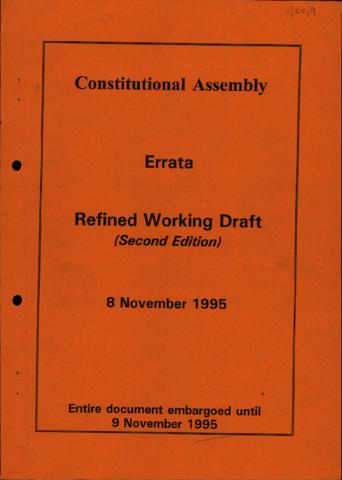 Constitutional Assembly
Errata
Refined Working Draft
(Second Edition)
8 November 1995
Entire document embargoed until
9 November 1995